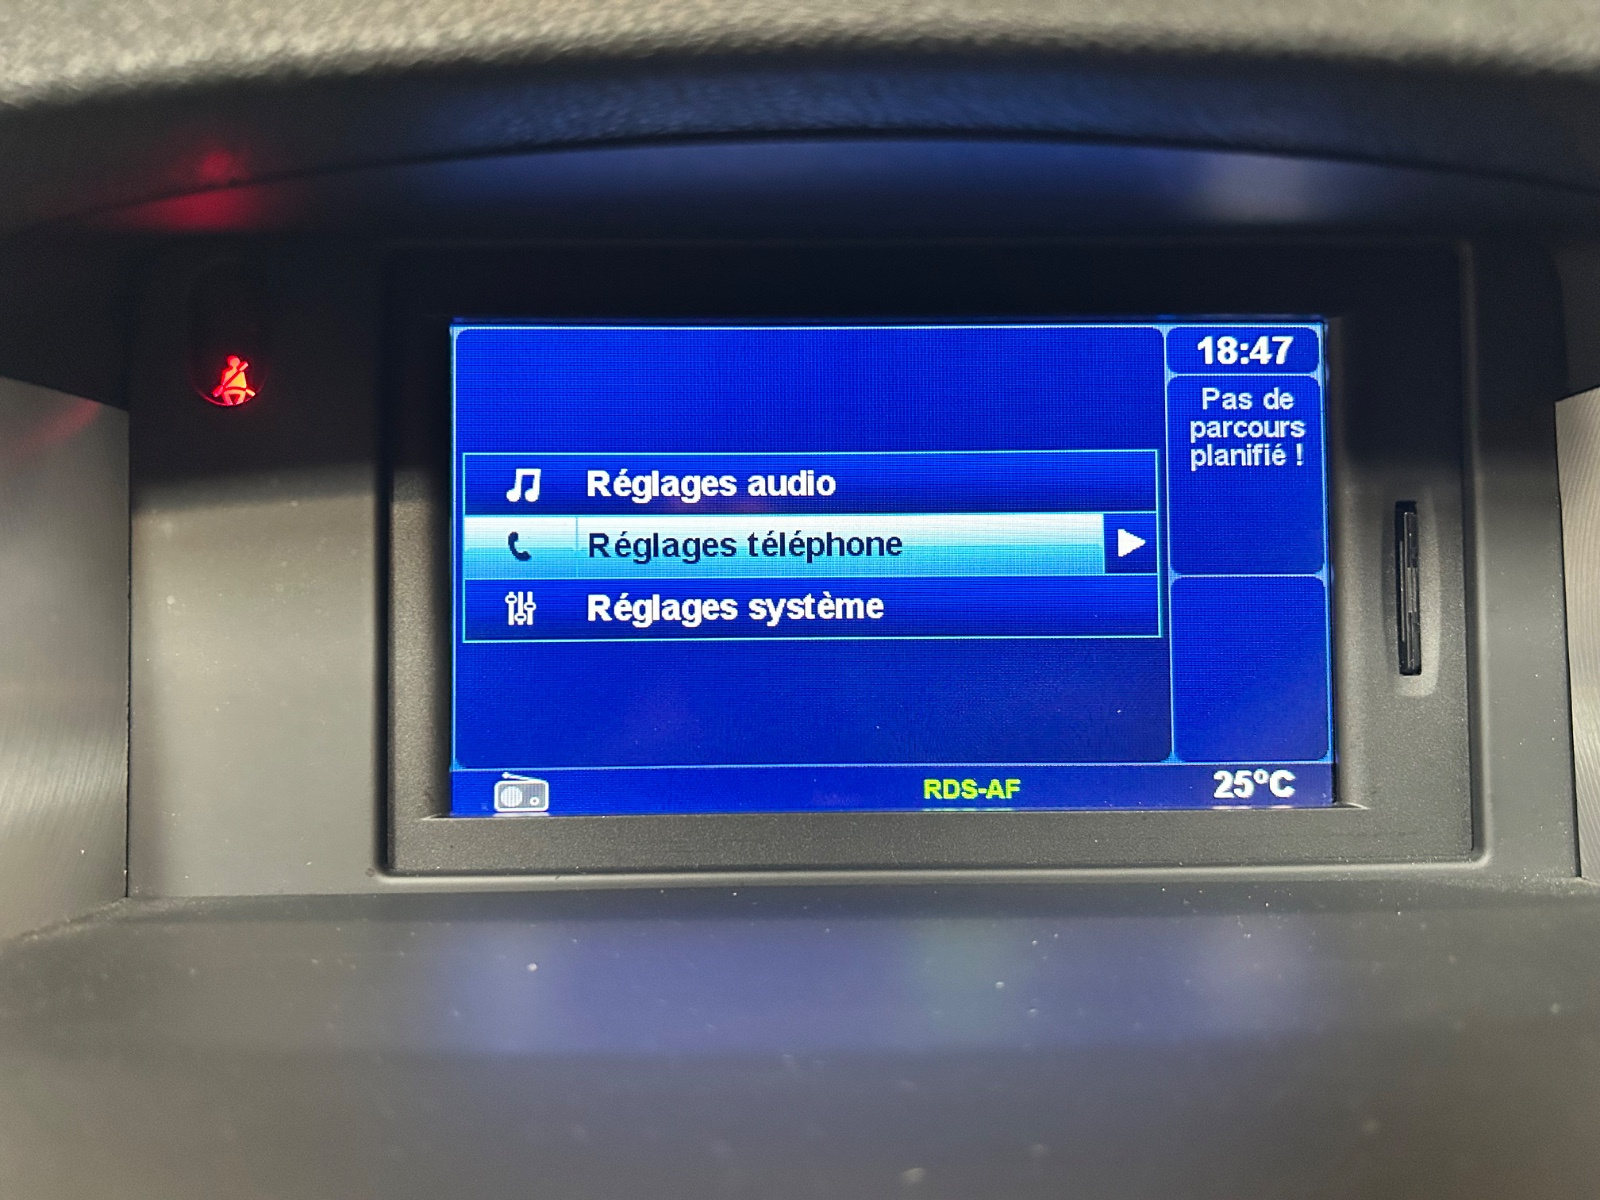 18:47
Pas de
parcours
planifié !
Réglages audio
Réglages téléphone
Réglages système
RDS-AF
25°C